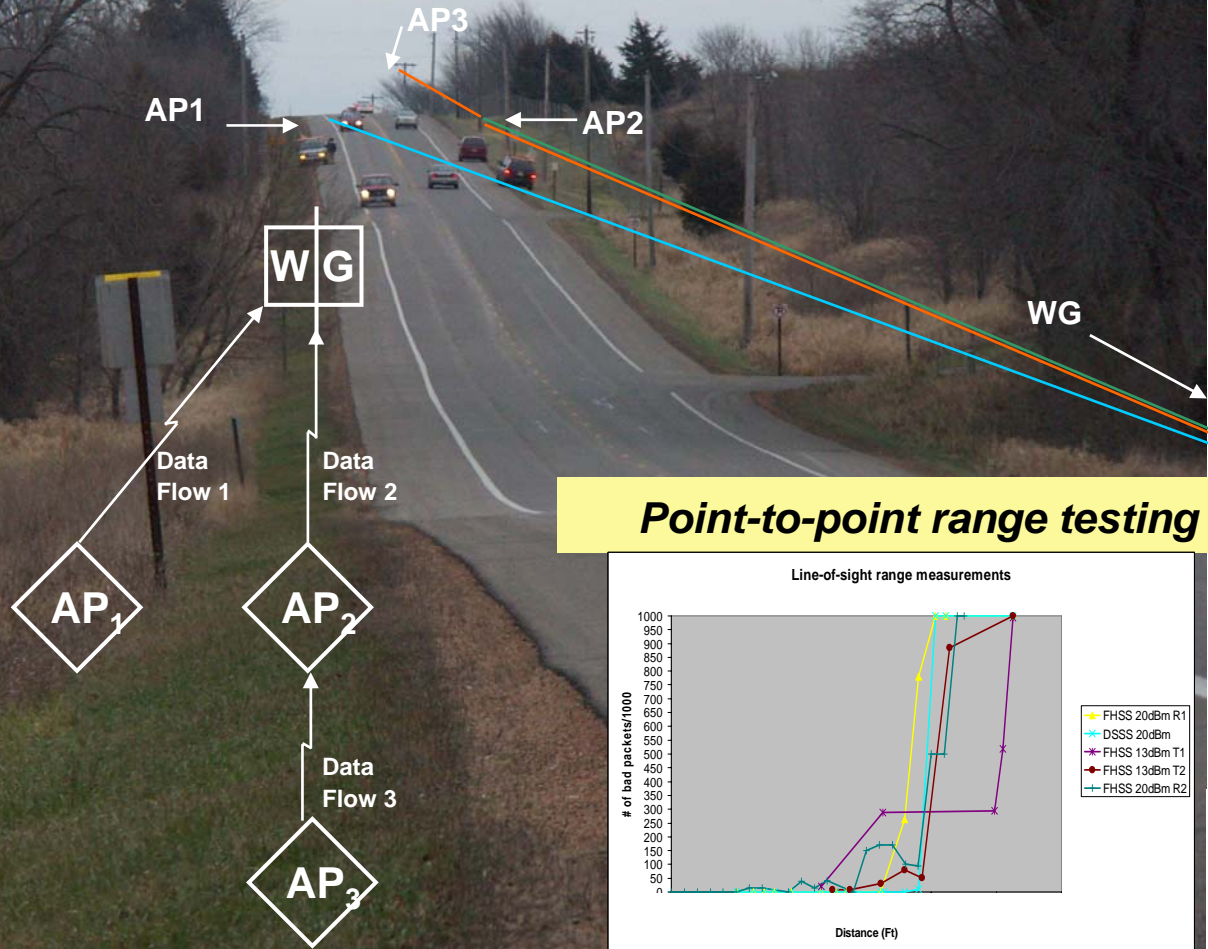 AP3
AP1
AP2
W G
WG
Data
Flow 1
Data
Flow 2
Point-to-point range testing
AP1
AP2
Data
Flow 3
AP3
Line-of-sight range measurements
1000
950
900
850
800
750
700
650
600
550
500
450
400
350
300
250
200
150
100
50
0
# of bad packets/1000
Distance (Ft)
FHSS 20dBm R1
DSSS 20dBm
FHSS 13dBm T1
FHSS 13dBm T2
FHSS 20dBm R2